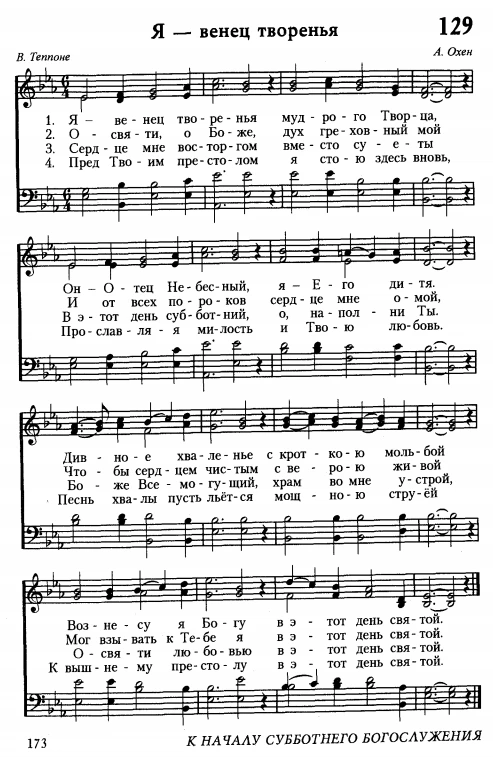 Я — венец творенья 129
В. Теппоне А. Охен
1. Я – ве - нец тво - ре - нья муд - ро - го Твор - ца,
2. О - свя - ти, о Бо - же, дух гре - хов - ный мой
3. Серд - це мне вос - тор - гом вме - сто су - е - ты
4. Пред Тво - им пре - сто - лом я сто - ю здесь вновь,
Он – О - тец Не - бес - ный, я – Е - го ди - тя.
И от всех по - ро - ков серд - це мне о - мой,
В э - тот день суб - бот - ний, о, на - пол - ни Ты.
Про - слав - ля - я ми - лость и Тво - ю лю - бовь.
Див - но - е хва - ле - нье с крот - ко - ю моль - бой
Что - бы серд - цем чис - тым с ве - ро - ю жи - вой
Бо - же Все - мо - гу - щий, храм во мне у - строй,
Песнь хва - лы пусть льёт - ся мощ - но - ю стру - ёй
Воз - не - су я Бо - гу в э - тот день свя - той.
Мог взы - вать к Те - бе я в э - тот день свя - той.
О - свя - ти лю - бо - вью в э - тот день свя - той.
К выш - не - му пре - сто - лу в э - тот день свя - той.
173 К НАЧАЛУ СУББОТНЕГО БОГОСЛУЖЕНИЯ